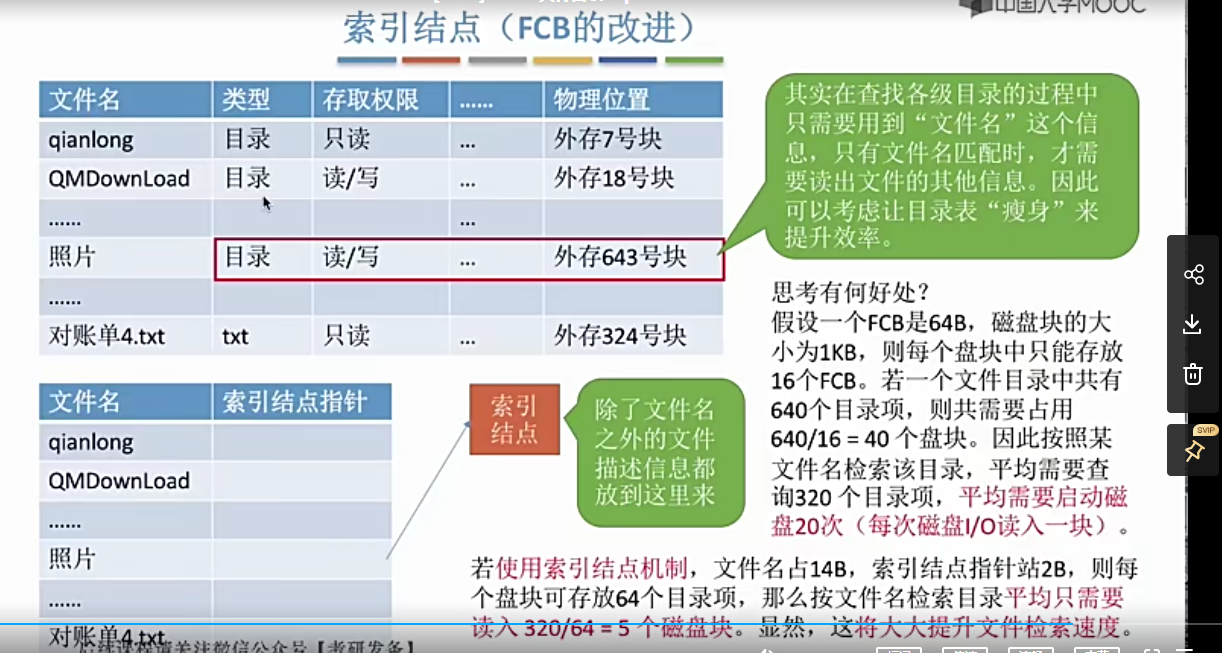 中国大学MOOC
索引结点（FCB的改进）
文件名 类型 存取权限 …… 物理位置
qianlong 目录 只读 ... 外存7号块
QMDownLoad 目录 读/写 ... 外存18号块
…… ...
照片 目录 读/写 ... 外存643号块
……
对账单4.txt txt 只读 ... 外存324号块
其实在查找各级目录的过程中
只需要用到“文件名”这个信
息，只有文件名匹配时，才需
要读出文件的其他信息。因此
可以考虑让目录表“瘦身”来
提升效率。
思考有何好处？
假设一个FCB是64B，磁盘块的大
小为1KB，则每个盘块中只能存放
16个FCB。若一个文件目录中共有
640个目录项，则共需要占用
640/16 = 40 个盘块。因此按照某
文件名检索该目录，平均需要查
询320 个目录项，平均需要启动磁
盘20次（每次磁盘I/O读入一块）。
文件名 索引结点指针
qianlong
QMDownLoad
……
照片
……
对账单4.txt
索引
结点
除了文件名
之外的文件
描述信息都
放到这里来
若使用索引结点机制，文件名占14B，索引结点指针站2B，则每
个盘块可存放64个目录项，那么按文件名检索目录平均只需要
读入 320/64 = 5 个磁盘块。显然，这将大大提升文件检索速度。
SVIP